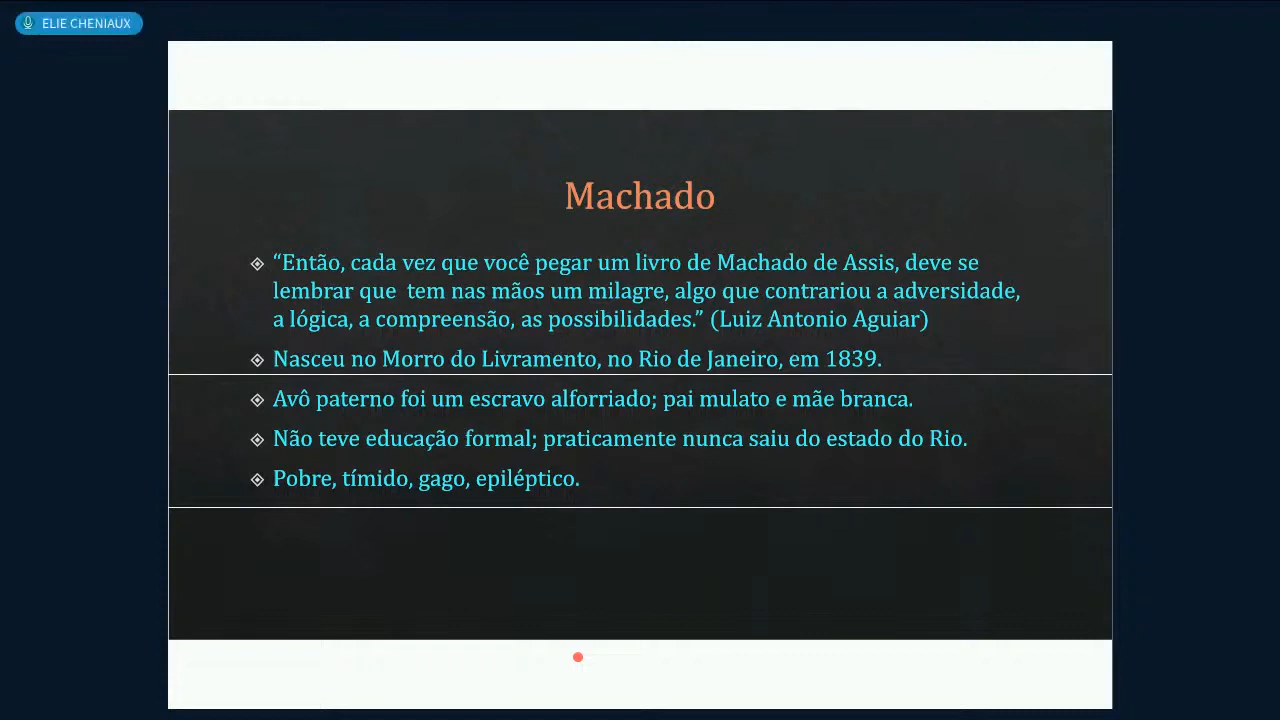 ELIE CHENIAUX
Machado
“Então, cada vez que você pegar um livro de Machado de Assis, deve se
lembrar que  tem nas mãos um milagre, algo que contrariou a adversidade,
a lógica, a compreensão, as possibilidades.” (Luiz Antonio Aguiar)
Nasceu no Morro do Livramento, no Rio de Janeiro, em 1839.
Avô paterno foi um escravo alforriado; pai mulato e mãe branca.
Não teve educação formal; praticamente nunca saiu do estado do Rio.
Pobre, tímido, gago, epiléptico.